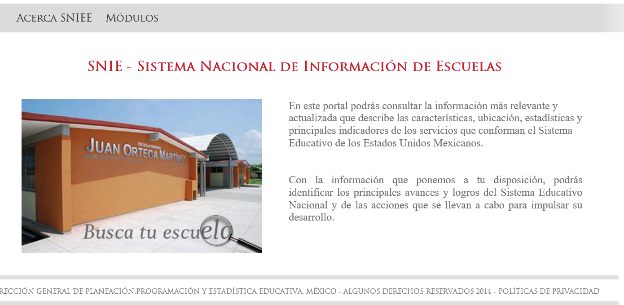 Acerca SNIEE Módulos
SNIE - Sistema Nacional de Información de Escuelas
ESCUELA PRIMARIA
JUAN ORTEGA MARTÍNEZ
Busca tu escuela
En este portal podrás consultar la información más relevante y
actualizada que describe las características, ubicación, estadísticas y
principales indicadores de los servicios que conforman el Sistema
Educativo de los Estados Unidos Mexicanos.
Con la información que ponemos a tu disposición, podrás
identificar los principales avances y logros del Sistema Educativo
Nacional y de las acciones que se llevan a cabo para impulsar su
desarrollo.
RECCIÓN GENERAL DE PLANEACIÓN,PROGRAMACIÓN Y ESTADÍSTICA EDUCATIVA, MÉXICO - ALGUNOS DERECHOS RESERVADOS 2014 - POLÍTICAS DE PRIVACIDAD